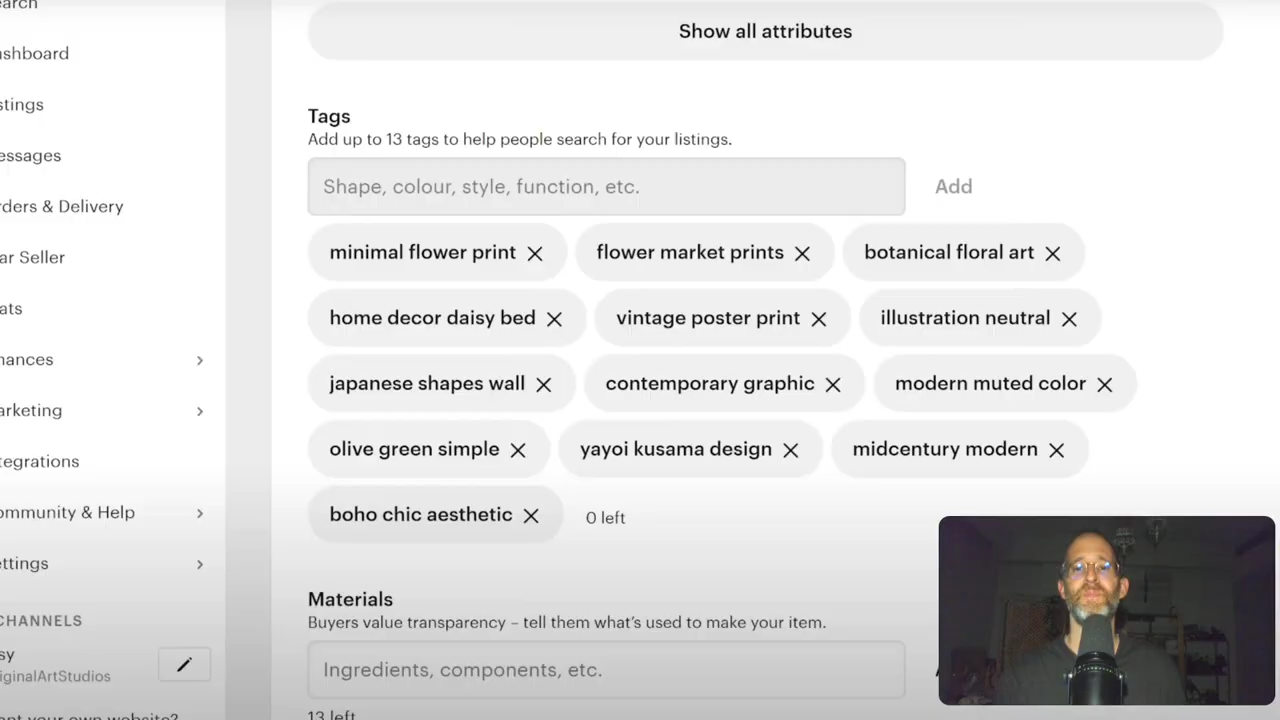 earch
Show all attributes
ashboard
Tags
stings
Add up to 13 tags to help people search for your listings.
essages
Shape, colour, style, function, etc.
Add
rders & Delivery
minimal flower print
flower market prints
botanical floral art
ar Seller
ats
home decor daisy bed
vintage poster print
illustration neutral
nances
japanese shapes wall
contemporary graphic
modern muted color
arketing
olive green simple
yayoi kusama design
midcentury modern
tegrations
boho chic aesthetic
0 left
ommunity & Help
ettings
Materials
CHANNELS
Buyers value transparency – tell them what's used to make your item.
sy
iginalArtStudios
Ingredients, components, etc.
ant your own website?
13 left